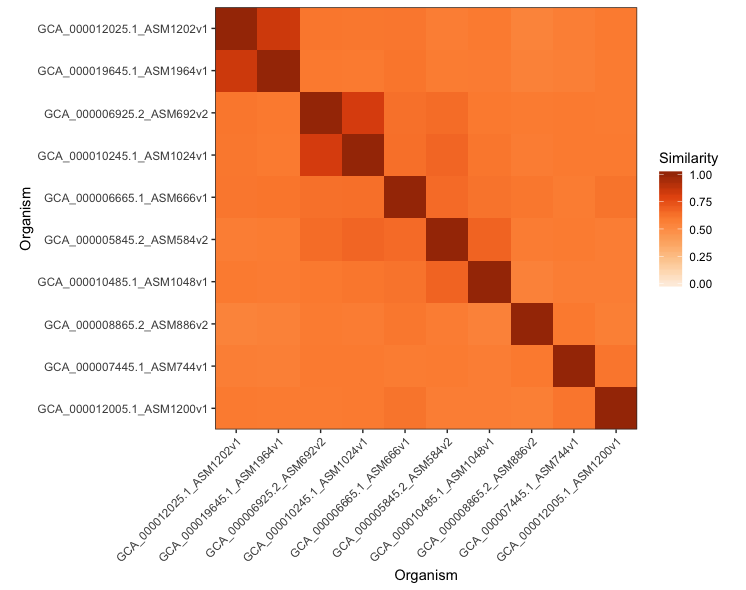 GCA_000012025.1_ASM1202v1
GCA_000019645.1_ASM1964v1
GCA_000006925.2_ASM692v2
GCA_000010245.1_ASM1024v1
GCA_000006665.1_ASM666v1
GCA_000005845.2_ASM584v2
GCA_000010485.1_ASM1048v1
GCA_000008865.2_ASM886v2
GCA_000007445.1_ASM744v1
GCA_000012005.1_ASM1200v1
Organism
GCA_000012025.1_ASM1202v1
GCA_000019645.1_ASM1964v1
GCA_000006925.2_ASM692v2
GCA_000010245.1_ASM1024v1
GCA_000006665.1_ASM666v1
GCA_000005845.2_ASM584v2
GCA_000010485.1_ASM1048v1
GCA_000008865.2_ASM886v2
GCA_000007445.1_ASM744v1
GCA_000012005.1_ASM1200v1
Organism
Similarity
1.00
0.75
0.50
0.25
0.00